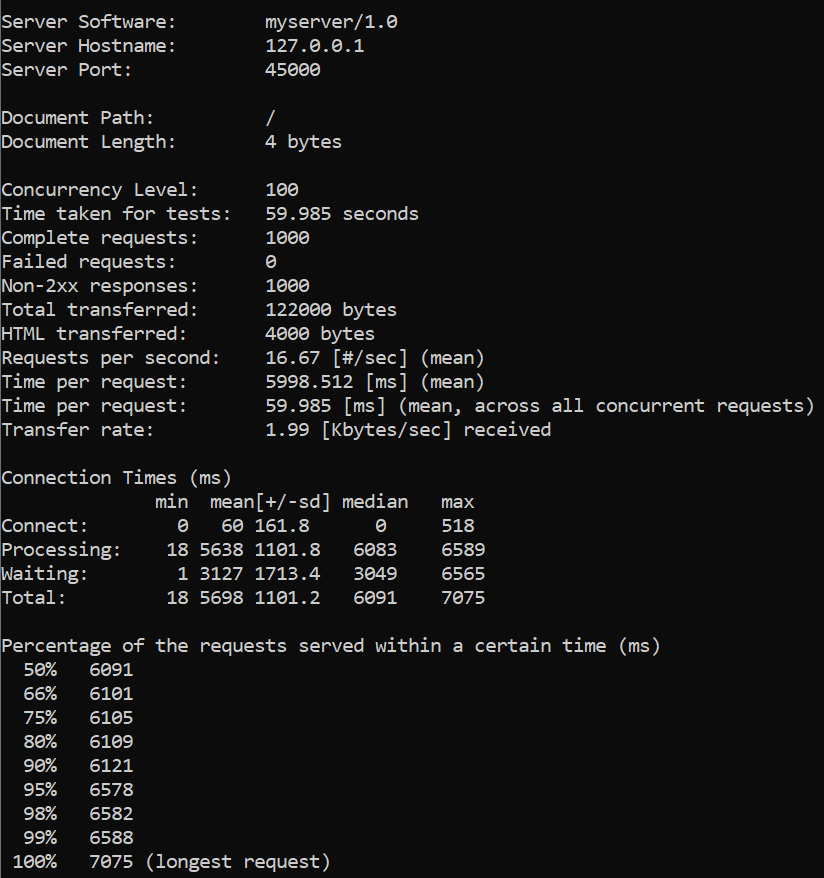 Server Software:        myserver/1.0
Server Hostname:        127.0.0.1
Server Port:            45000

Document Path:          /
Document Length:        4 bytes

Concurrency Level:      100
Time taken for tests:   59.985 seconds
Complete requests:      1000
Failed requests:        0
Non-2xx responses:      1000
Total transferred:      122000 bytes
HTML transferred:       4000 bytes
Requests per second:    16.67 [#/sec] (mean)
Time per request:       5998.512 [ms] (mean)
Time per request:       59.985 [ms] (mean, across all concurrent requests)
Transfer rate:          1.99 [Kbytes/sec] received

Connection Times (ms)
              min  mean[+/-sd] median   max
Connect:        0   60 161.8      0     518
Processing:    18 5638 1101.8   6083    6589
Waiting:        1 3127 1713.4   3049    6565
Total:         18 5698 1101.2   6091    7075

Percentage of the requests served within a certain time (ms)
  50%   6091
  66%   6101
  75%   6105
  80%   6109
  90%   6121
  95%   6578
  98%   6582
  99%   6588
 100%   7075 (longest request)